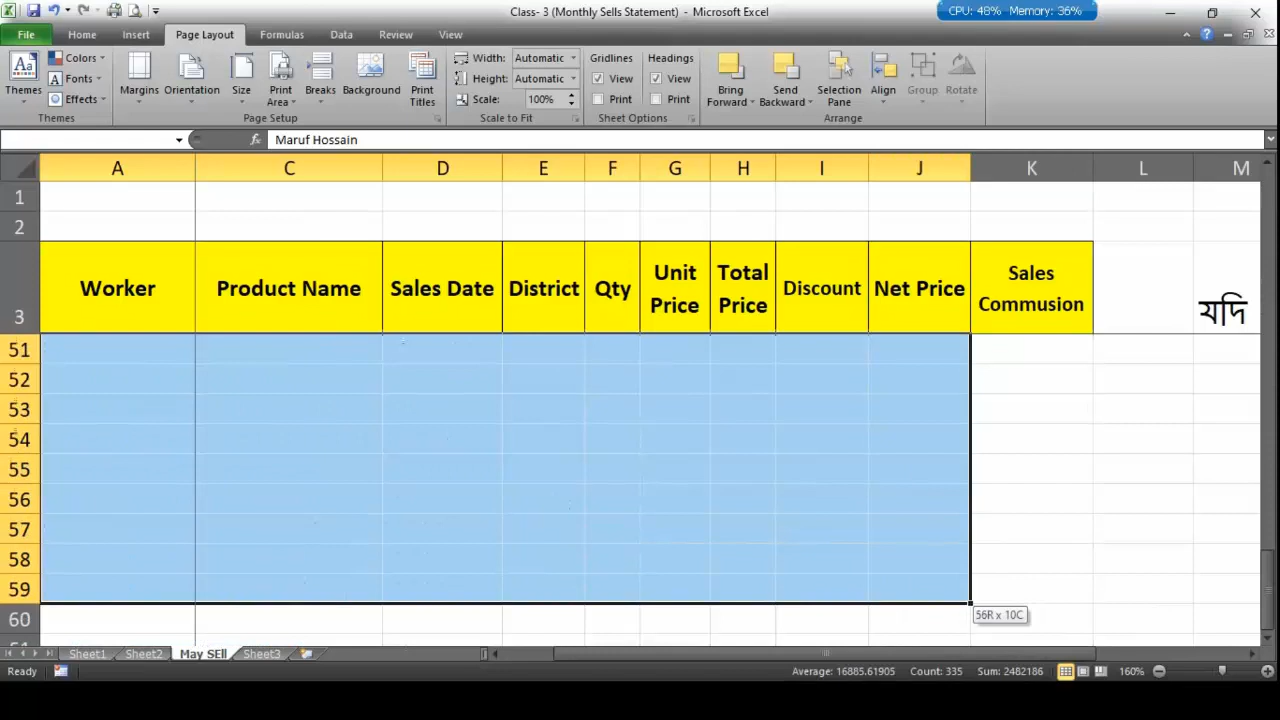 Class- 3 (Monthly Sells Statement) - Microsoft Excel
CPU: 48% Memory: 36%
File Home Insert Page Layout Formulas Data Review View
Colors
Fonts
Effects
Themes
Margins Orientation Size Print Area Breaks Background Print Titles
Width: Automatic
Height: Automatic
Scale: 100%
Gridlines
View
Print
Headings
View
Print
Bring Forward Send Backward Selection Pane Align Group Rotate
Themes Page Setup Scale to Fit Sheet Options Arrange
fx Maruf Hossain
A C D E F G H I J K L M
1
2
3 Worker Product Name Sales Date District Qty Unit Price Total Price Discount Net Price Sales Commusion যদি
51
52
53
54
55
56
57
58
59
60
56R x 10C
Sheet1 Sheet2 May SEll Sheet3
Ready Average: 16885.61905 Count: 335 Sum: 2482186 160%